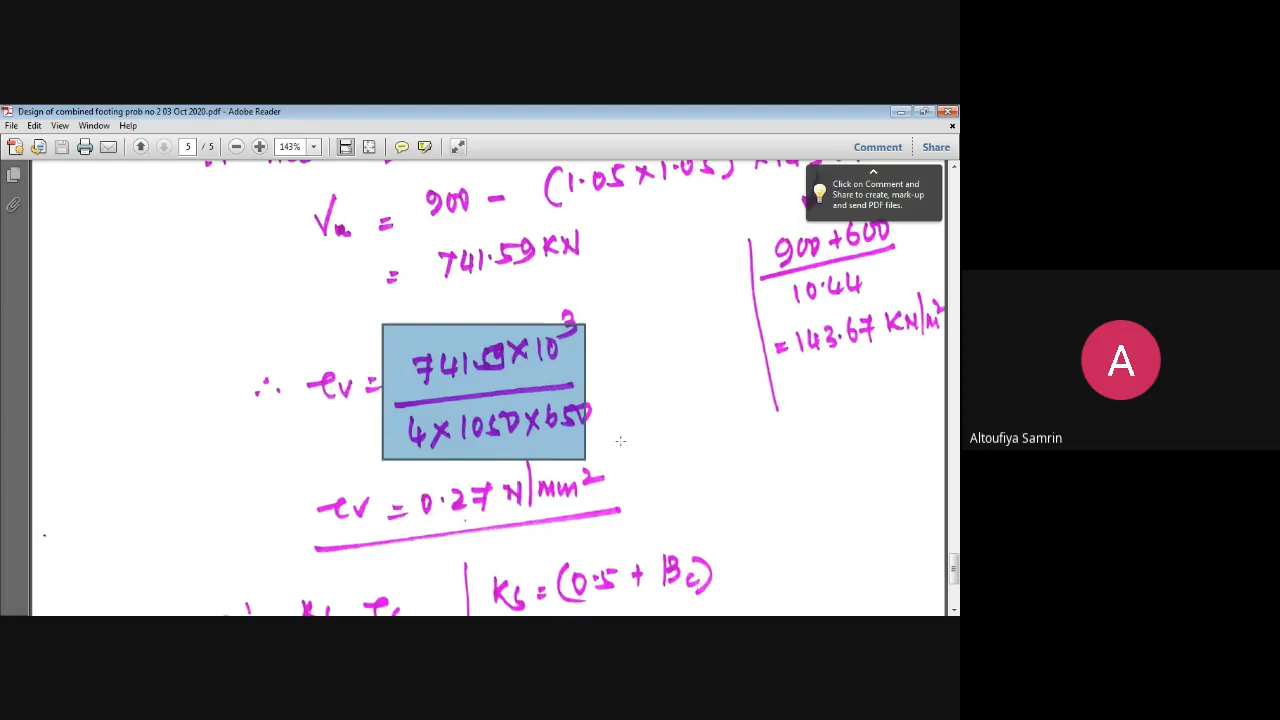 Design of combined footing prob no 2 03 Oct 2020.pdf - Adobe Reader
File Edit View Window Help
5 / 5 143% Comment Share
Click on Comment and
Share to create, mark-up
and send PDF files.
Vu = 900 - (1.05 × 1.05) ×
= 741.59 KN
900 + 600
10.44
= 143.67 KN/m²
∴ τv = 741.59 × 10³
4 × 1050 × 650
τv = 0.27 N/mm²
Ks = (0.5 + Bc)
Altoufiya Samrin
A